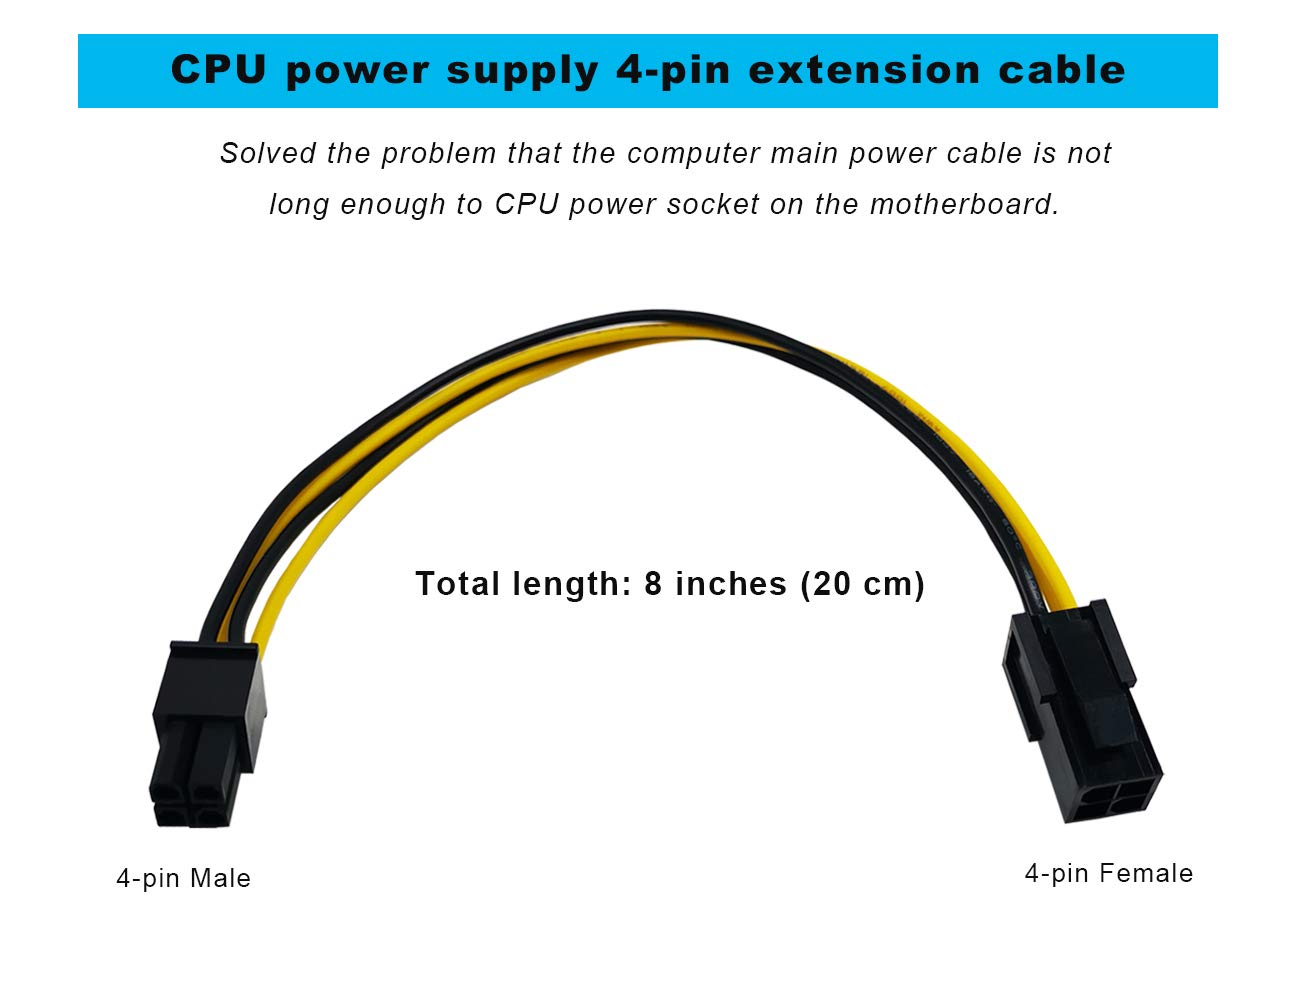 CPU power supply 4-pin extension cable
Solved the problem that the computer main power cable is not
long enough to CPU power socket on the motherboard.
Total length: 8 inches (20 cm)
4-pin Male
4-pin Female